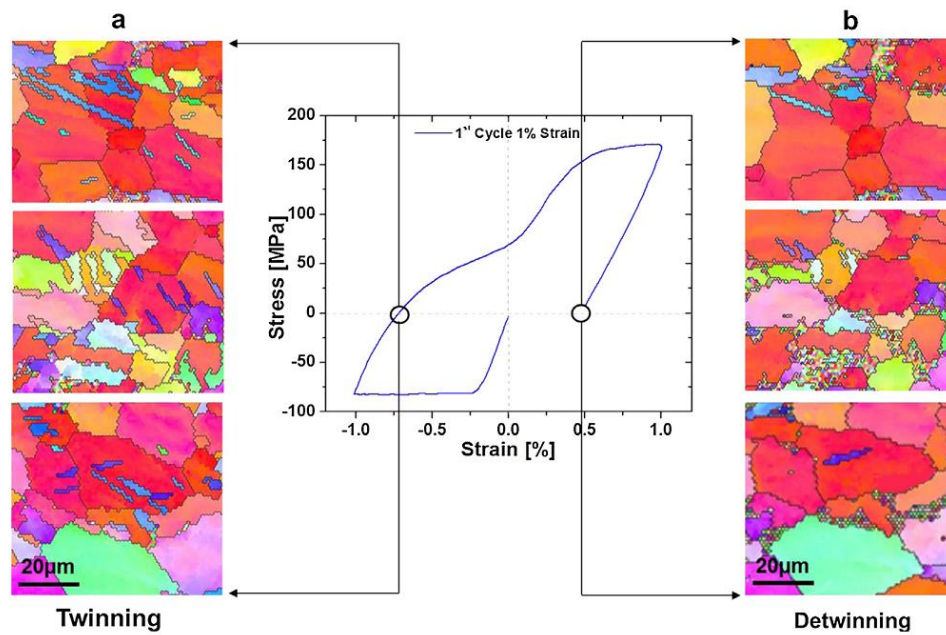 a
b
200
1ˢᵗ Cycle 1% Strain
150
100
50
0
-50
-100
Stress [MPa]
-1.0 -0.5 0.0 0.5 1.0
Strain [%]
20µm
20µm
Twinning
Detwinning